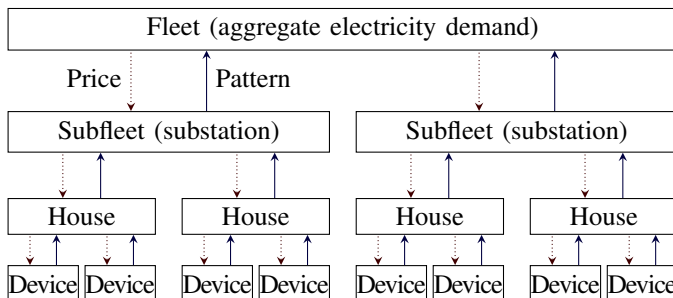 Fleet (aggregate electricity demand)
Price Pattern
Subfleet (substation) Subfleet (substation)
House House House House
Device Device Device Device Device Device Device Device